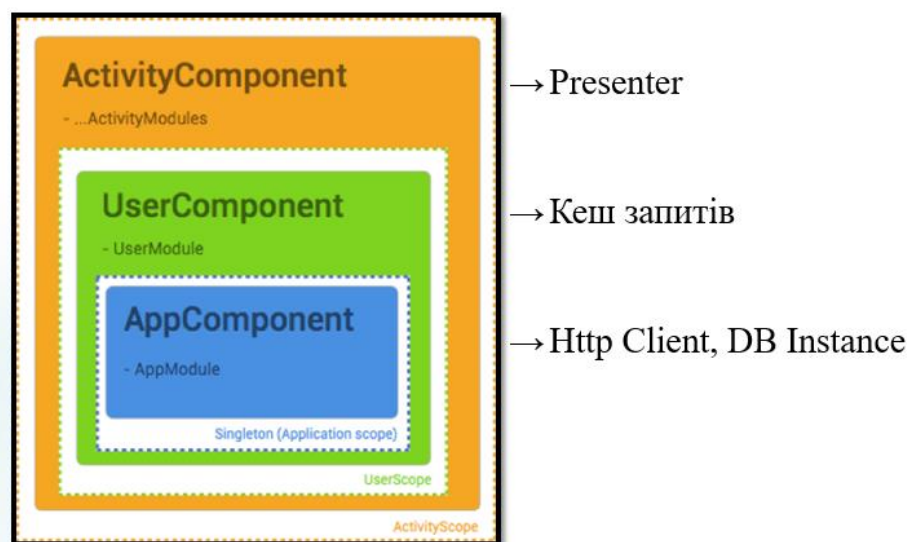 ActivityComponent
- ...ActivityModules
→ Presenter
UserComponent
- UserModule
→ Кеш запитів
AppComponent
- AppModule
→ Http Client, DB Instance
Singleton (Application scope)
UserScope
ActivityScope